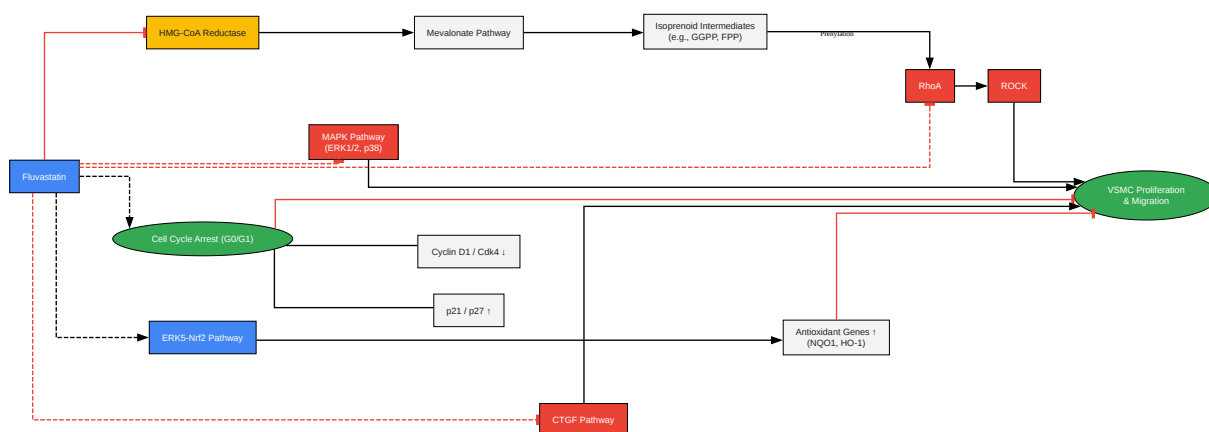 HMG-CoA Reductase
Mevalonate Pathway
Isoprenoid Intermediates
(e.g., GGPP, FPP)
Prenylation
RhoA
ROCK
MAPK Pathway
(ERK1/2, p38)
Fluvastatin
VSMC Proliferation
& Migration
Cell Cycle Arrest (G0/G1)
Cyclin D1 / Cdk4 ↓
p21 / p27 ↑
ERK5-Nrf2 Pathway
Antioxidant Genes ↑
(NQO1, HO-1)
CTGF Pathway